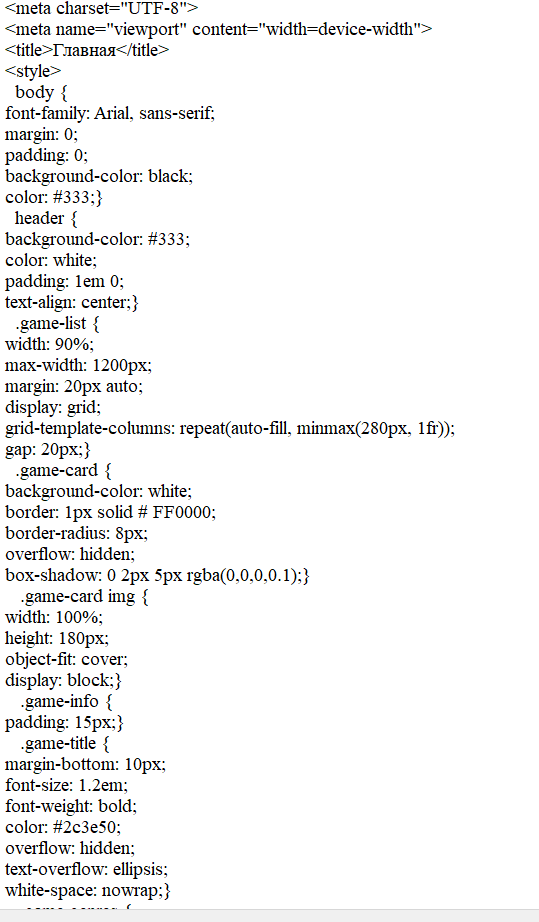 <meta charset="UTF-8">
<meta name="viewport" content="width=device-width">
<title>Главная</title>
<style>
body {
font-family: Arial, sans-serif;
margin: 0;
padding: 0;
background-color: black;
color: #333;}
header {
background-color: #333;
color: white;
padding: 1em 0;
text-align: center;}
.game-list {
width: 90%;
max-width: 1200px;
margin: 20px auto;
display: grid;
grid-template-columns: repeat(auto-fill, minmax(280px, 1fr));
gap: 20px;}
.game-card {
background-color: white;
border: 1px solid # FF0000;
border-radius: 8px;
overflow: hidden;
box-shadow: 0 2px 5px rgba(0,0,0,0.1);}
.game-card img {
width: 100%;
height: 180px;
object-fit: cover;
display: block;}
.game-info {
padding: 15px;}
.game-title {
margin-bottom: 10px;
font-size: 1.2em;
font-weight: bold;
color: #2c3e50;
overflow: hidden;
text-overflow: ellipsis;
white-space: nowrap;}